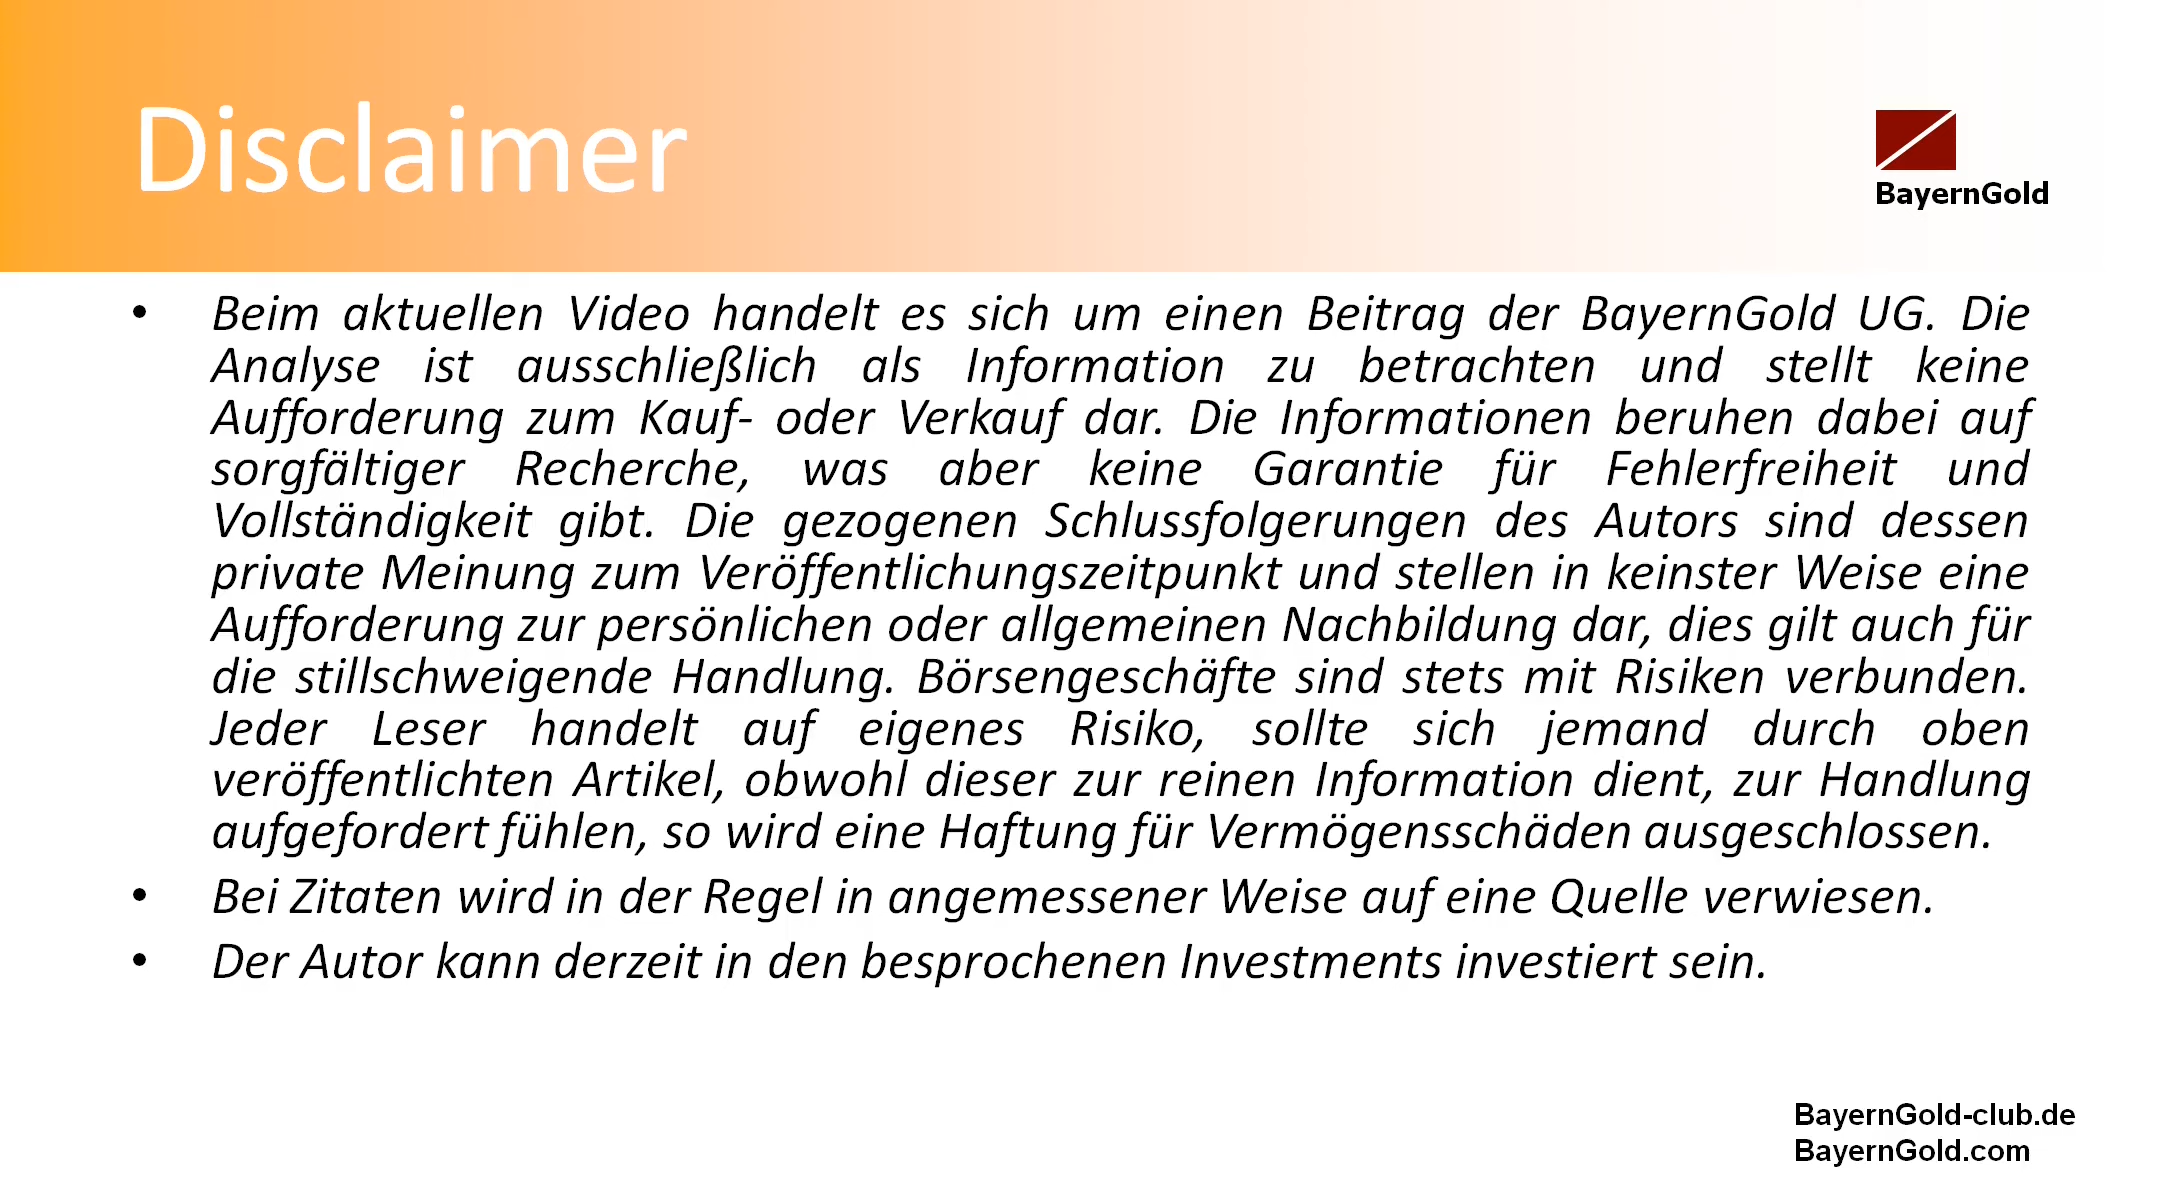 Disclaimer
BayernGold
• Beim aktuellen Video handelt es sich um einen Beitrag der BayernGold UG. Die
Analyse ist ausschließlich als Information zu betrachten und stellt keine
Aufforderung zum Kauf- oder Verkauf dar. Die Informationen beruhen dabei auf
sorgfältiger Recherche, was aber keine Garantie für Fehlerfreiheit und
Vollständigkeit gibt. Die gezogenen Schlussfolgerungen des Autors sind dessen
private Meinung zum Veröffentlichungszeitpunkt und stellen in keinster Weise eine
Aufforderung zur persönlichen oder allgemeinen Nachbildung dar, dies gilt auch für
die stillschweigende Handlung. Börsengeschäfte sind stets mit Risiken verbunden.
Jeder Leser handelt auf eigenes Risiko, sollte sich jemand durch oben
veröffentlichten Artikel, obwohl dieser zur reinen Information dient, zur Handlung
aufgefordert fühlen, so wird eine Haftung für Vermögensschäden ausgeschlossen.
• Bei Zitaten wird in der Regel in angemessener Weise auf eine Quelle verwiesen.
• Der Autor kann derzeit in den besprochenen Investments investiert sein.
BayernGold-club.de
BayernGold.com